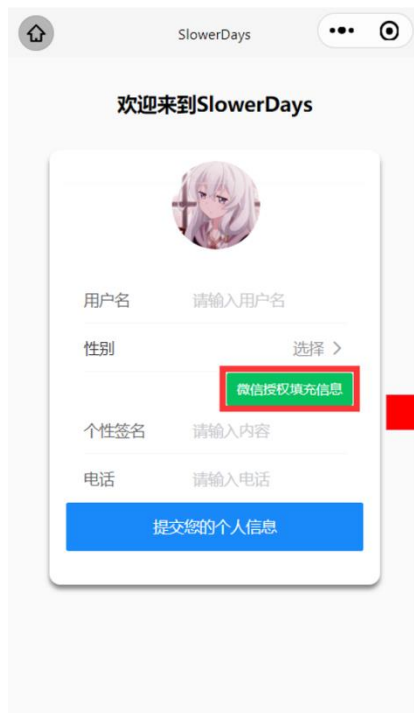 SlowerDays
欢迎来到SlowerDays
用户名 请输入用户名
性别 选择
微信授权填充信息
个性签名 请输入内容
电话 请输入电话
提交您的个人信息